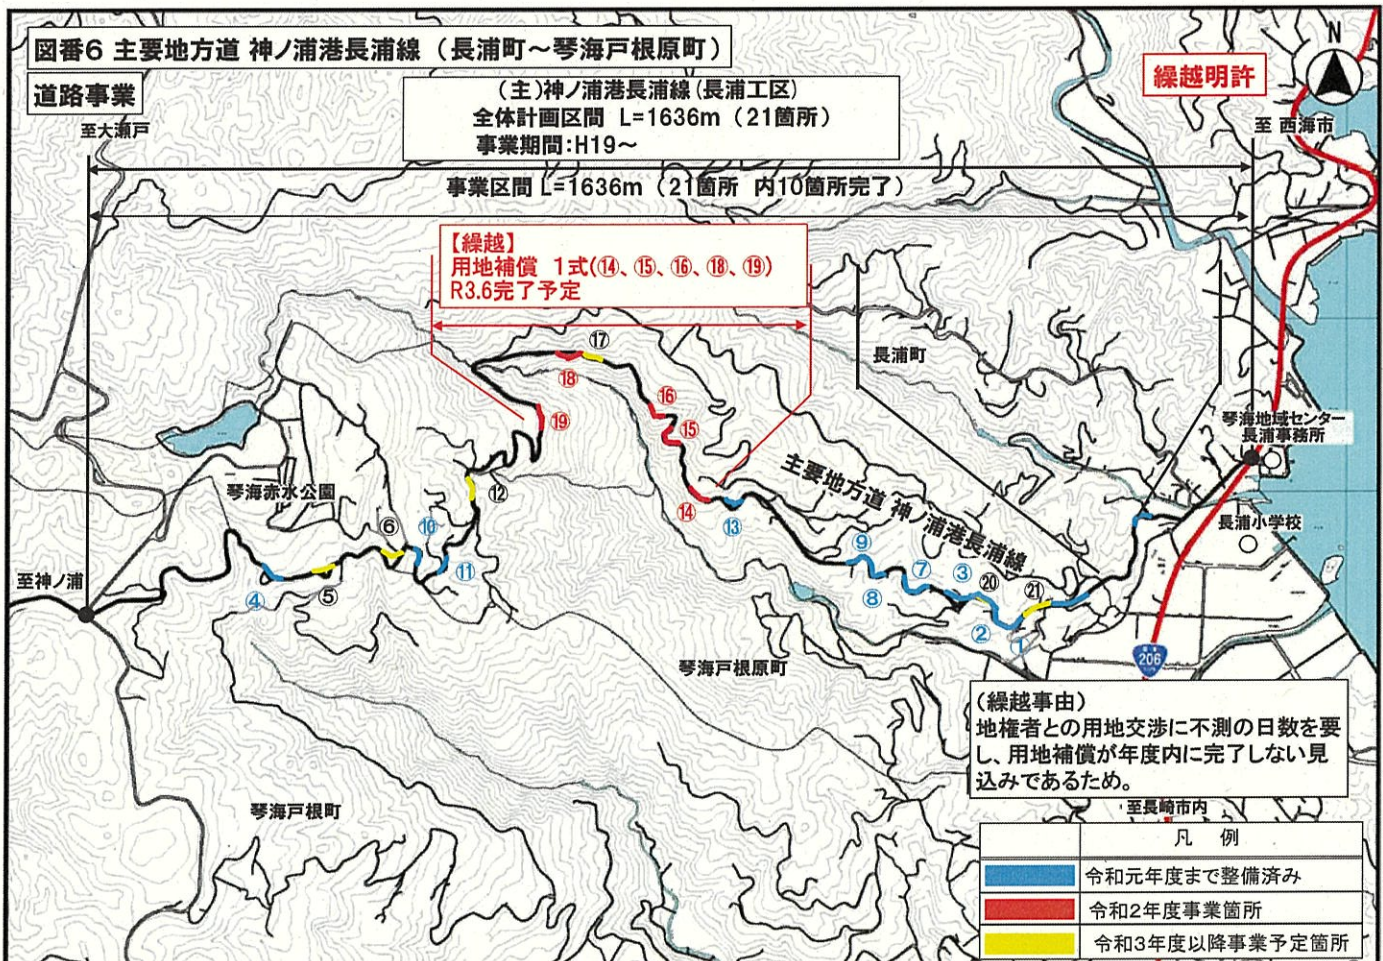 図番6 主要地方道 神ノ浦港長浦線（長浦町～琴海戸根原町）
道路事業
（主）神ノ浦港長浦線（長浦工区）
全体計画区間 L=1636m（21箇所）
事業期間：H19～
繰越明許
N
至大瀬戸
至 西海市
事業区間 L=1636m（21箇所 内10箇所完了）
【繰越】
用地補償 1式(⑭、⑮、⑯、⑱、⑲)
R3.6完了予定
長浦町
⑰
⑱
⑯
⑲
⑮
琴海地域センター
長浦事務所
主要地方道 神ノ浦港長浦線
琴海赤水公園
⑫
⑭
⑬
長浦小学校
⑥
⑩
⑪
⑨
⑧
⑦
③
⑳
㉑
②
①
至神ノ浦
④
⑤
琴海戸根原町
206
（繰越事由）
地権者との用地交渉に不測の日数を要
し、用地補償が年度内に完了しない見
込みであるため。
至長崎市内
琴海戸根町
凡 例
令和元年度まで整備済み
令和2年度事業箇所
令和3年度以降事業予定箇所